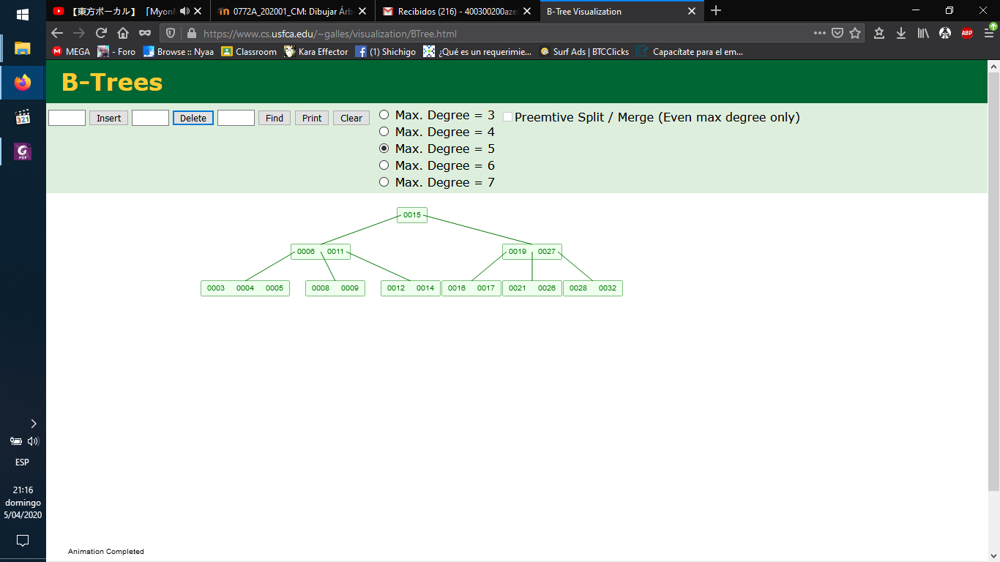 【東方ボーカル】 「Myon
0772A_202001_CM: Dibujar Árb
Recibidos (216) - 400300200aze
B-Tree Visualization
https://www.cs.usfca.edu/~galles/visualization/BTree.html
ABP
MEGA
- Foro
Browse :: Nyaa
Classroom
Kara Effector
(1) Shichigo
¿Qué es un requerimie...
Surf Ads | BTCClicks
Capacítate para el em...
B-Trees
Insert Delete Find Print Clear
Max. Degree = 3
Max. Degree = 4
Max. Degree = 5
Max. Degree = 6
Max. Degree = 7
Preemtive Split / Merge (Even max degree only)
0015
0006 0011 0019 0027
0003 0004 0005 0008 0009 0012 0014 0016 0017 0021 0026 0028 0032
Animation Completed
321
PDF
ESP
21:16
domingo
5/04/2020